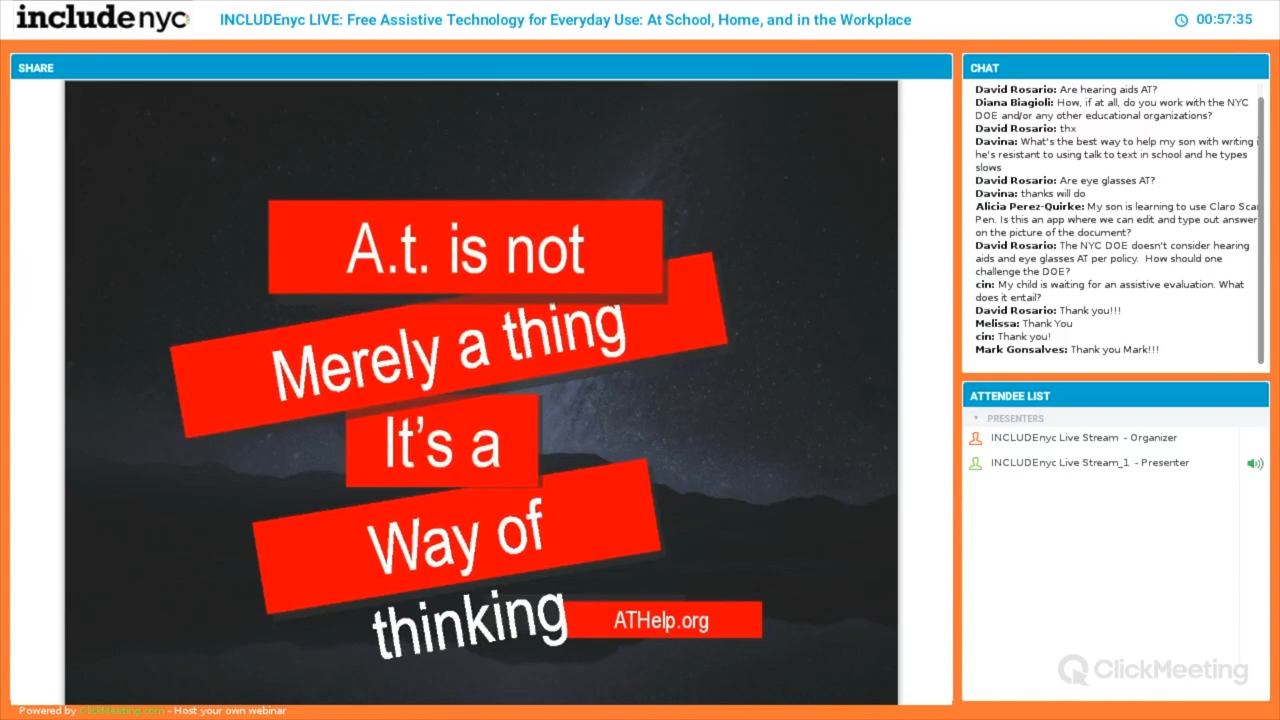 includenyc
INCLUDEnyc LIVE: Free Assistive Technology for Everyday Use: At School, Home, and in the Workplace
00:57:35
SHARE
A.t. is not
Merely a thing
It's a
Way of
thinking
ATHelp.org
CHAT
David Rosario: Are hearing aids AT?
Diana Biagioli: How, if at all, do you work with the NYC
DOE and/or any other educational organizations?
David Rosario: thx
Davina: What's the best way to help my son with writing
he's resistant to using talk to text in school and he types
slows
David Rosario: Are eye glasses AT?
Davina: thanks will do
Alicia Perez-Quirke: My son is learning to use Claro Scan
Pen. Is this an app where we can edit and type out answer
on the picture of the document?
David Rosario: The NYC DOE doesn't consider hearing
aids and eye glasses AT per policy. How should one
challenge the DOE?
cin: My child is waiting for an assistive evaluation. What
does it entail?
David Rosario: Thank you!!!
Melissa: Thank You
cin: Thank you!
Mark Gonsalves: Thank you Mark!!!
ATTENDEE LIST
PRESENTERS
INCLUDEnyc Live Stream - Organizer
INCLUDEnyc Live Stream_1 - Presenter
ClickMeeting
Powered by ClickMeeting.com - Host your own webinar